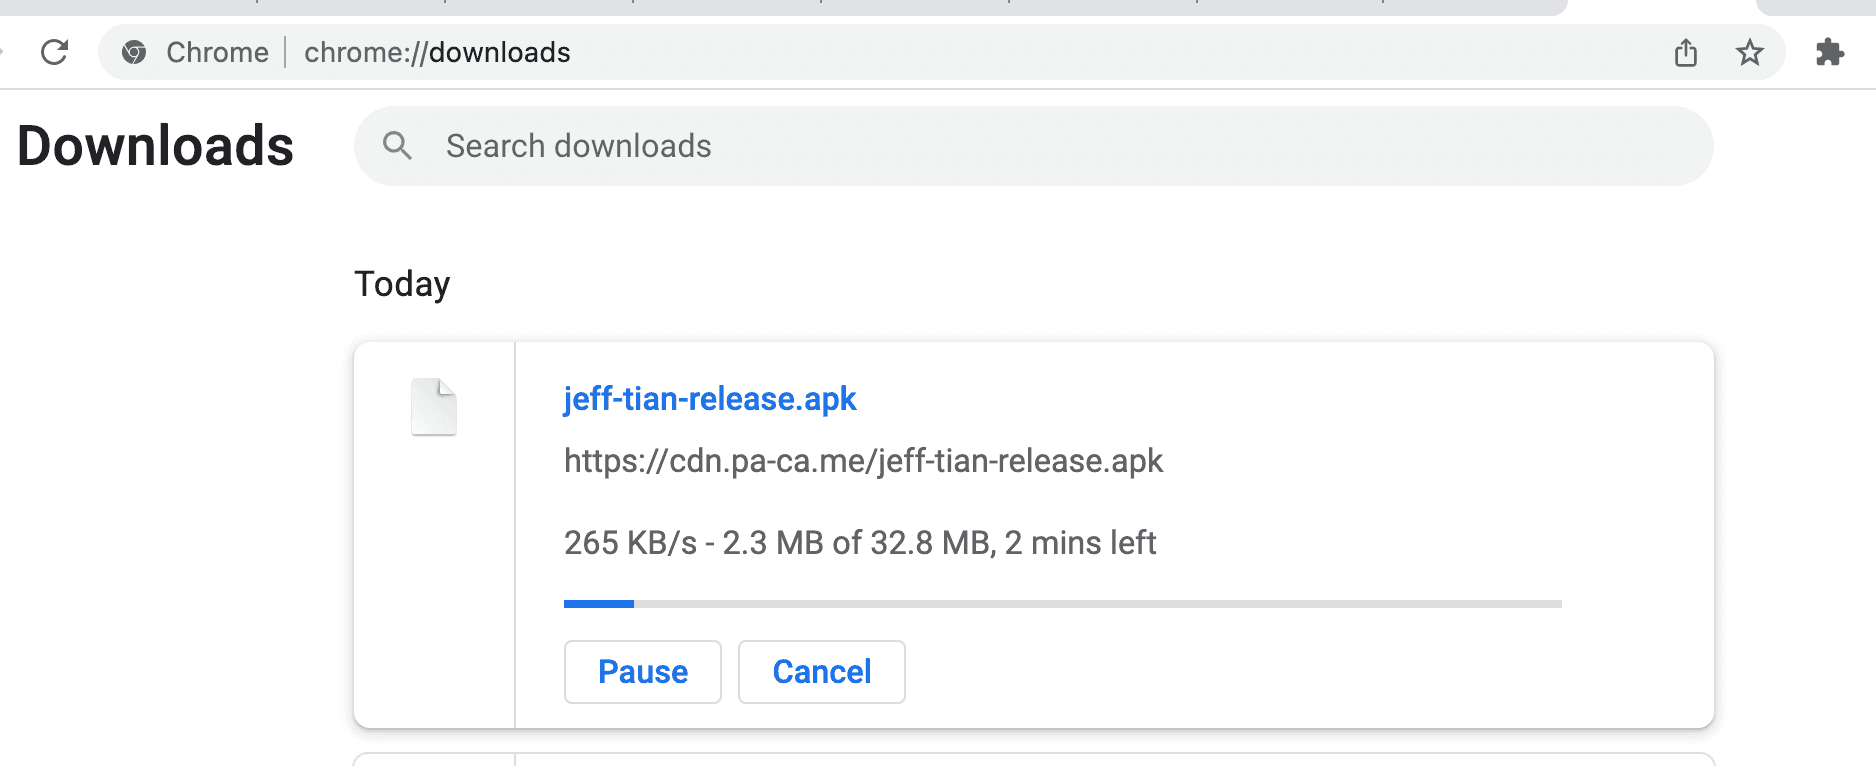 Chrome | chrome://downloads
Downloads
Search downloads
Today
jeff-tian-release.apk
https://cdn.pa-ca.me/jeff-tian-release.apk
265 KB/s - 2.3 MB of 32.8 MB, 2 mins left
Pause
Cancel